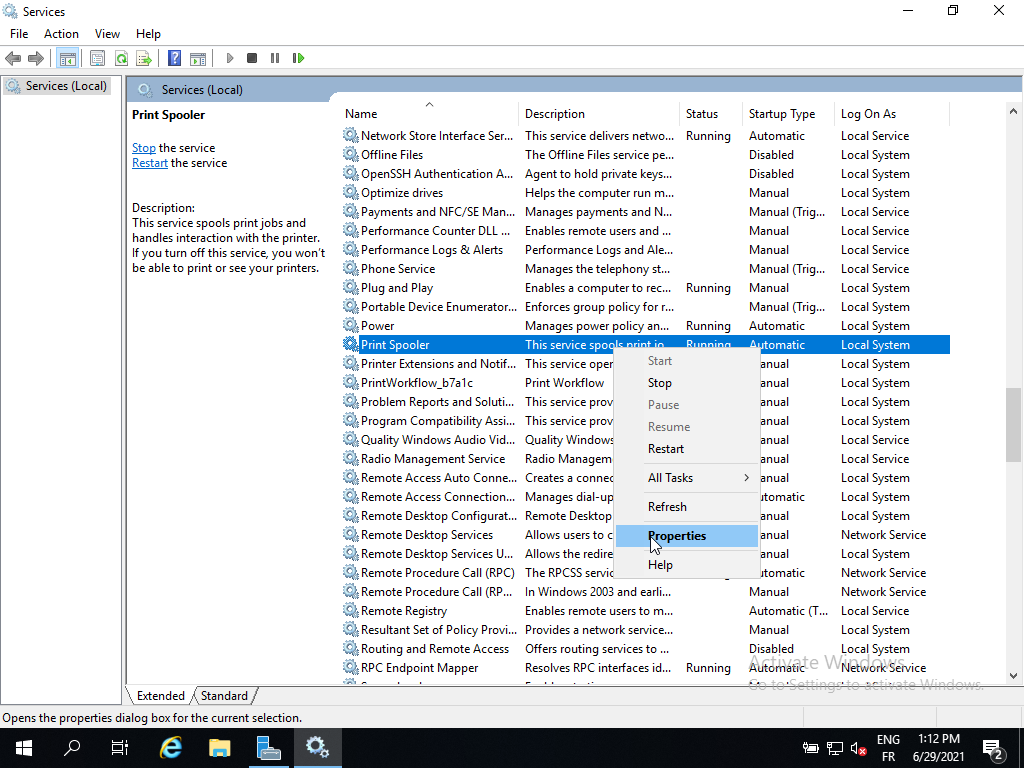 Services
File Action View Help
Services (Local)
Services (Local)
Print Spooler
Stop the service
Restart the service
Description:
This service spools print jobs and
handles interaction with the printer.
If you turn off this service, you won't
be able to print or see your printers.
Name Description Status Startup Type Log On As
Network Store Interface Ser... This service delivers netwo... Running Automatic Local Service
Offline Files The Offline Files service pe... Disabled Local System
OpenSSH Authentication A... Agent to hold private keys... Disabled Local System
Optimize drives Helps the computer run m... Manual Local System
Payments and NFC/SE Man... Manages payments and N... Manual (Trig... Local Service
Performance Counter DLL ... Enables remote users and ... Manual Local Service
Performance Logs & Alerts Performance Logs and Ale... Manual Local Service
Phone Service Manages the telephony st... Manual (Trig... Local Service
Plug and Play Enables a computer to rec... Running Manual Local System
Portable Device Enumerator... Enforces group policy for r... Manual (Trig... Local System
Power Manages power policy an... Running Automatic Local System
Print Spooler This service spools print jo... Running Automatic Local System
Printer Extensions and Notif... This service oper anual Local System
PrintWorkflow_b7a1c Print Workflow anual Local System
Problem Reports and Soluti... This service prov anual Local System
Program Compatibility Assi... This service prov anual Local System
Quality Windows Audio Vid... Quality Windows anual Local Service
Radio Management Service Radio Managem anual Local Service
Remote Access Auto Conne... Creates a connec anual Local System
Remote Access Connection... Manages dial-up utomatic Local System
Remote Desktop Configurat... Remote Desktop anual Local System
Remote Desktop Services Allows users to c anual Network Service
Remote Desktop Services U... Allows the redire anual Local System
Remote Procedure Call (RPC) The RPCSS servic utomatic Network Service
Remote Procedure Call (RP... In Windows 2003 and earli... Manual Network Service
Remote Registry Enables remote users to m... Automatic (T... Local Service
Resultant Set of Policy Provi... Provides a network service... Manual Local System
Routing and Remote Access Offers routing services to ... Disabled Local System
RPC Endpoint Mapper Resolves RPC interfaces id... Running Automatic Network Service
Start
Stop
Pause
Resume
Restart
All Tasks
Refresh
Properties
Help
Activate Windows
Go to Settings to activate Windows.
Extended Standard
Opens the properties dialog box for the current selection.
ENG
FR
1:12 PM
6/29/2021
2